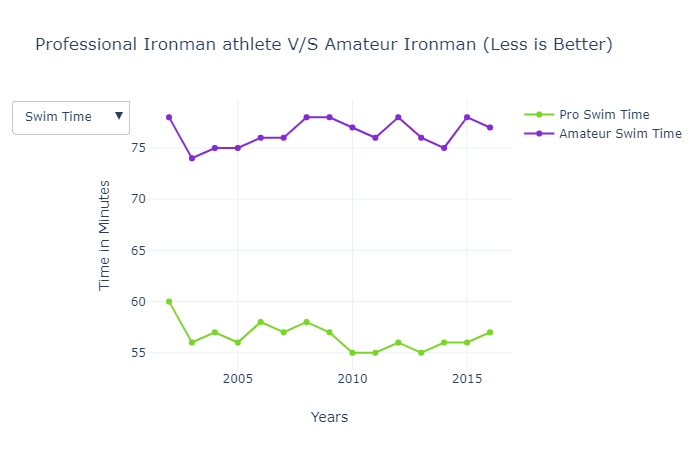 Professional Ironman athlete V/S Amateur Ironman (Less is Better)
Swim Time ▼
Pro Swim Time
Amateur Swim Time
75
70
65
60
55
Time in Minutes
2005 2010 2015
Years